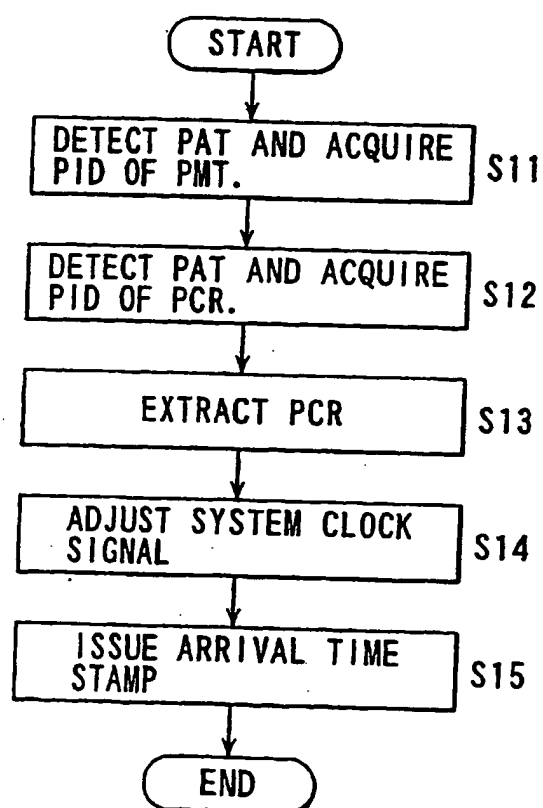 START
DETECT PAT AND ACQUIRE
PID OF PMT.
S11
DETECT PAT AND ACQUIRE
PID OF PCR.
S12
EXTRACT PCR
S13
ADJUST SYSTEM CLOCK
SIGNAL
S14
ISSUE ARRIVAL TIME
STAMP
S15
END